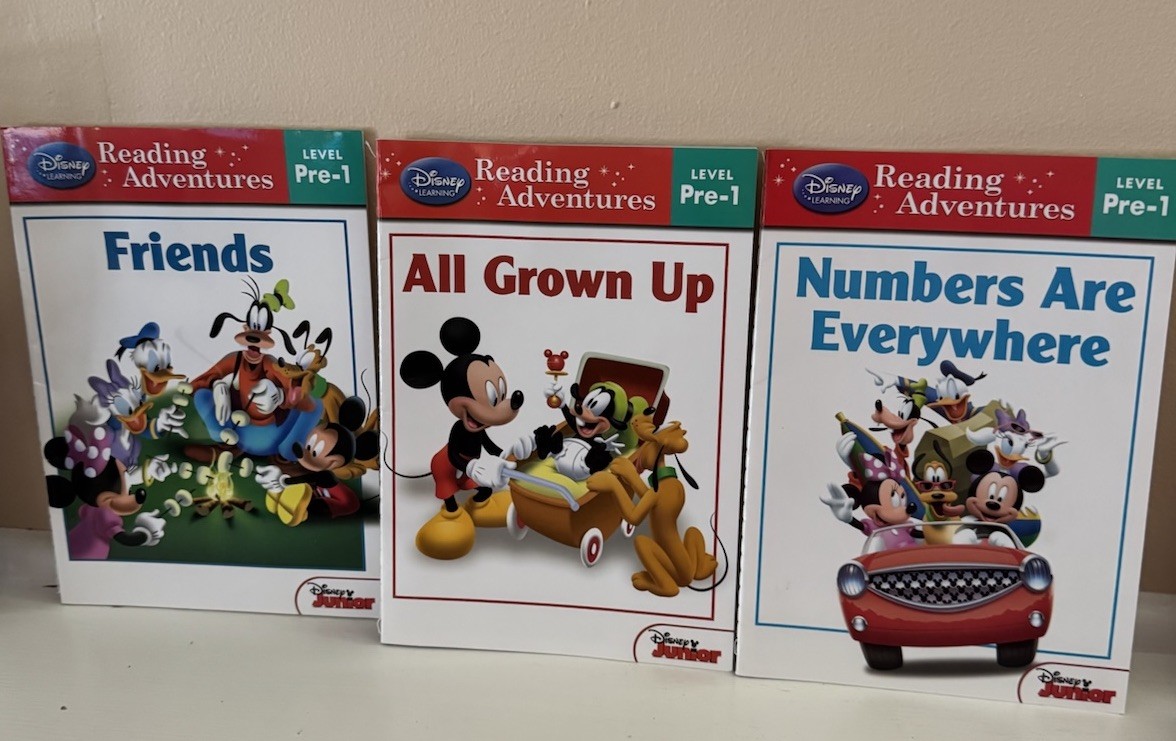 Disney
LEARNING
Reading
Adventures
LEVEL
Pre-1
Friends
Disney
Junior
Disney
LEARNING
Reading
Adventures
LEVEL
Pre-1
All Grown Up
Disney
Junior
Disney
LEARNING
Reading
Adventures
LEVEL
Pre-1
Numbers Are
Everywhere
Disney
Junior